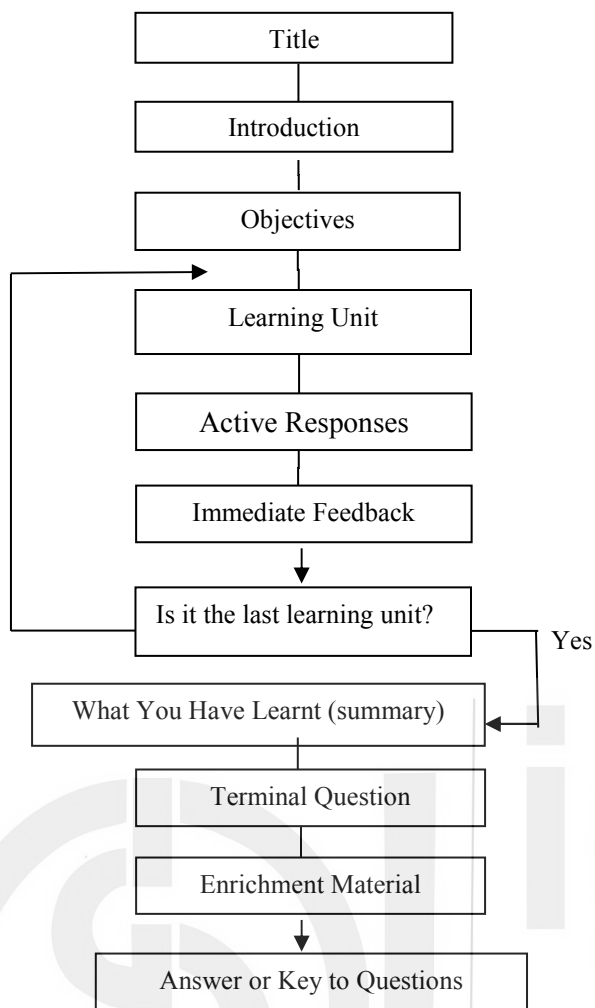 Title
Introduction
Objectives
Learning Unit
Active Responses
Immediate Feedback
Is it the last learning unit?
Yes
What You Have Learnt (summary)
Terminal Question
Enrichment Material
Answer or Key to Questions